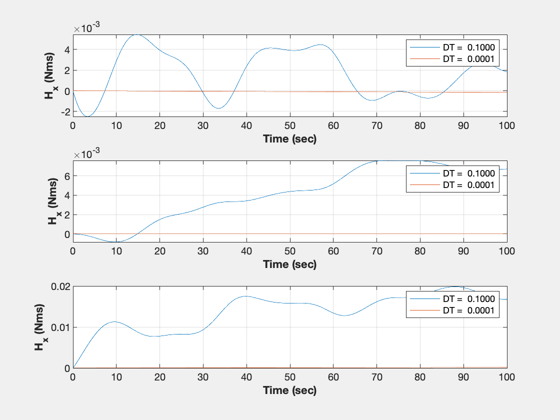 ×10⁻³
4
2
0
-2
Hₓ (Nms)
DT = 0.1000
DT = 0.0001
0 10 20 30 40 50 60 70 80 90 100
Time (sec)
×10⁻³
6
4
2
0
Hₓ (Nms)
DT = 0.1000
DT = 0.0001
0 10 20 30 40 50 60 70 80 90 100
Time (sec)
0.02
0.01
0
Hₓ (Nms)
DT = 0.1000
DT = 0.0001
0 10 20 30 40 50 60 70 80 90 100
Time (sec)